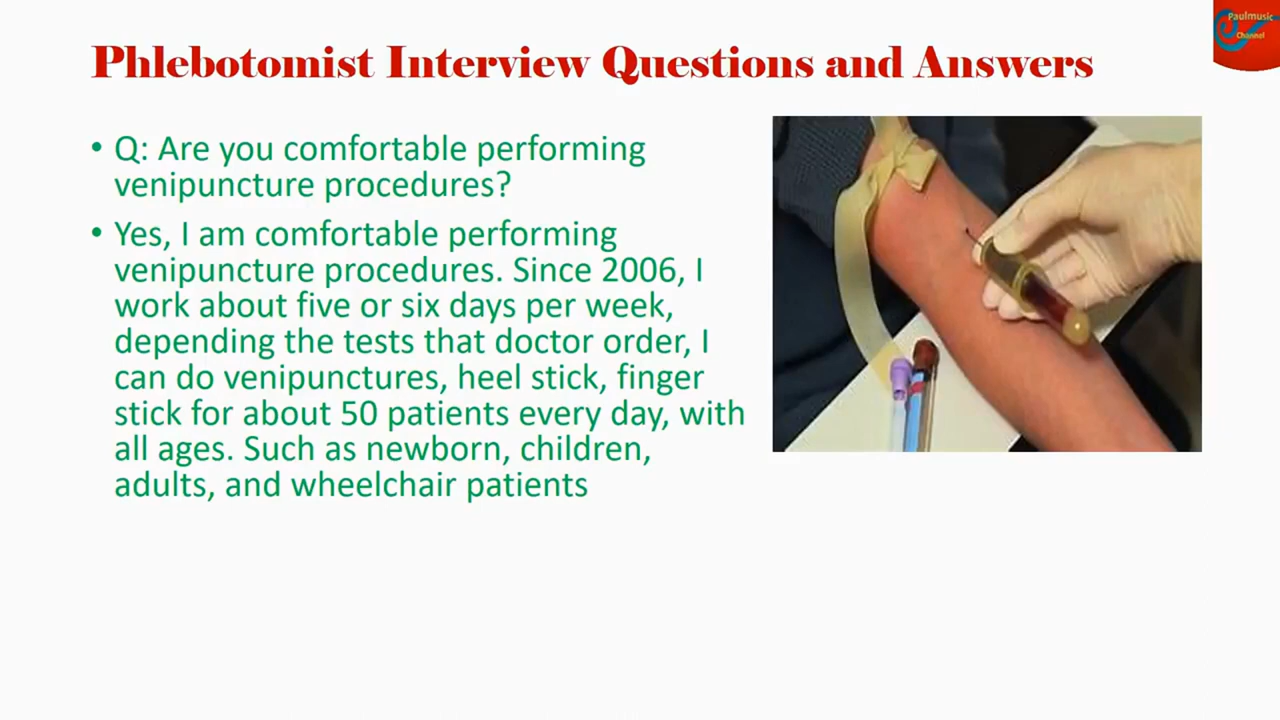 Paulmusic
Channel
Phlebotomist Interview Questions and Answers
• Q: Are you comfortable performing
venipuncture procedures?
• Yes, I am comfortable performing
venipuncture procedures. Since 2006, I
work about five or six days per week,
depending the tests that doctor order, I
can do venipunctures, heel stick, finger
stick for about 50 patients every day, with
all ages. Such as newborn, children,
adults, and wheelchair patients